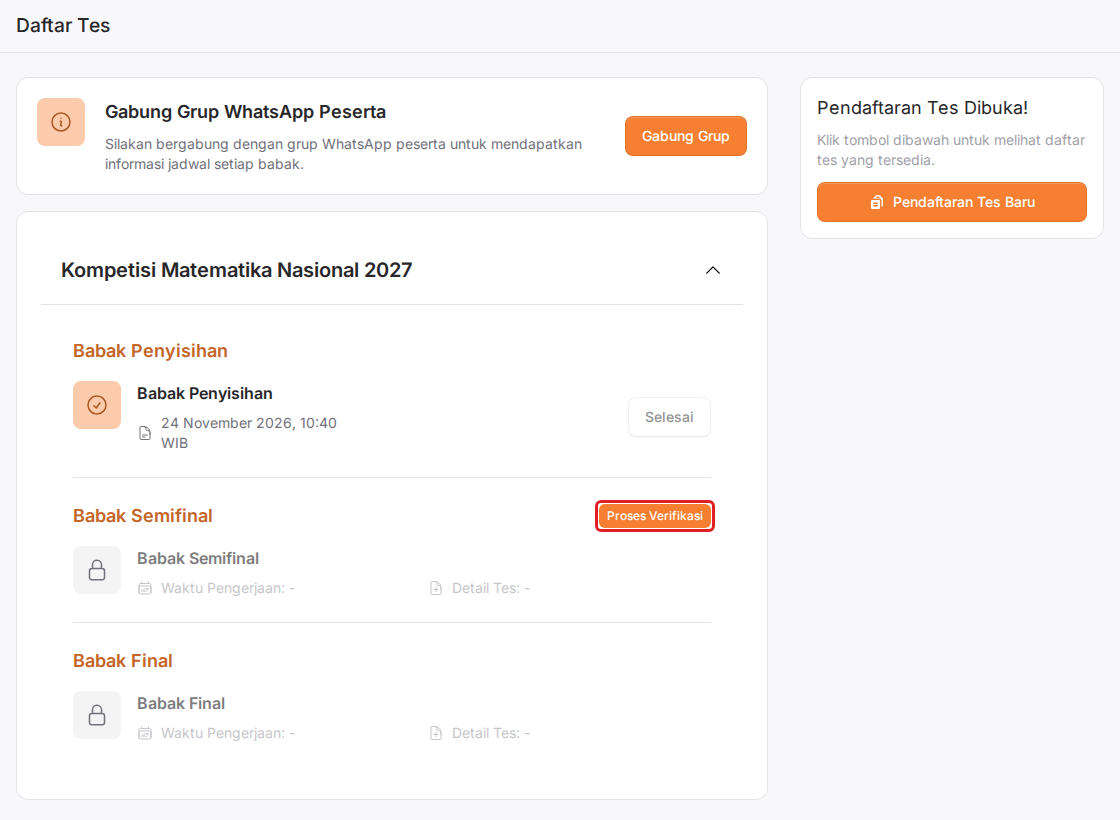 Daftar Tes
Gabung Grup WhatsApp Peserta
Silakan bergabung dengan grup WhatsApp peserta untuk mendapatkan
informasi jadwal setiap babak.
Gabung Grup
Pendaftaran Tes Dibuka!
Klik tombol dibawah untuk melihat daftar
tes yang tersedia.
Pendaftaran Tes Baru
Kompetisi Matematika Nasional 2027
Babak Penyisihan
Babak Penyisihan
24 November 2026, 10:40
WIB
Selesai
Babak Semifinal
Proses Verifikasi
Babak Semifinal
Waktu Pengerjaan: -
Detail Tes: -
Babak Final
Babak Final
Waktu Pengerjaan: -
Detail Tes: -